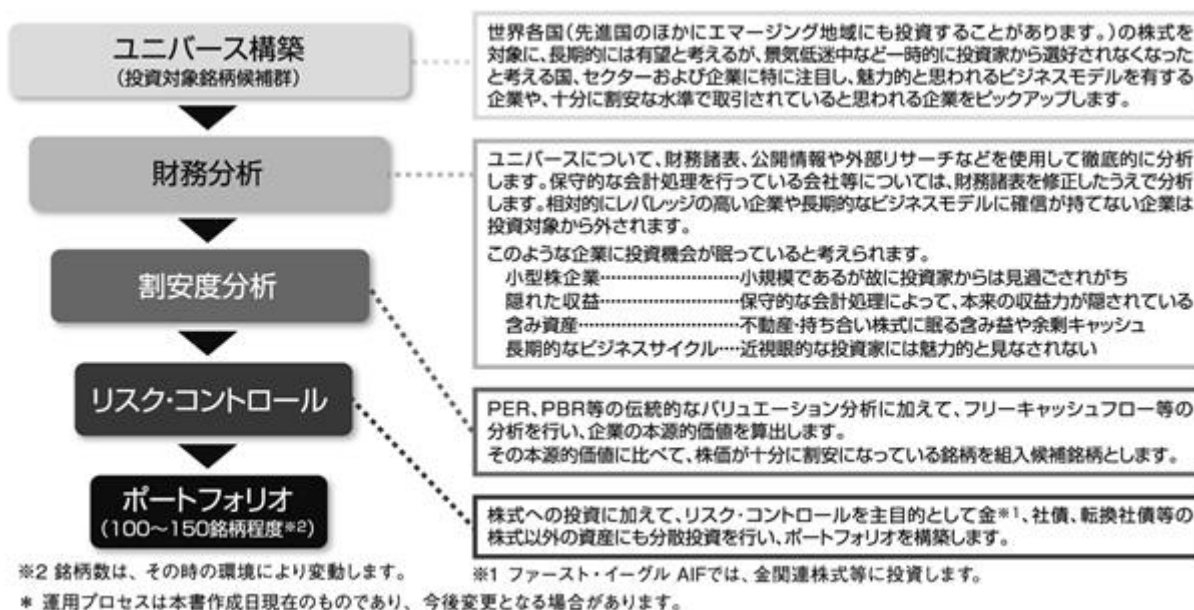 ユニバース構築
(投資対象銘柄候補群)
世界各国(先進国のほかにエマージング地域にも投資することがあります。)の株式を
対象に、長期的には有望と考えるが、景気低迷中など一時的に投資家から選好されなくなった
と考える国、セクターおよび企業に特に注目し、魅力的と思われるビジネスモデルを有する
企業や、十分に割安な水準で取引されていると思われる企業をピックアップします。
財務分析
ユニバースについて、財務諸表、公開情報や外部リサーチなどを使用して徹底的に分析
します。保守的な会計処理を行っている会社等については、財務諸表を修正したうえで分析
します。相対的にレバレッジの高い企業や長期的なビジネスモデルに確信が持てない企業は
投資対象から外されます。
このような企業に投資機会が眠っていると考えられます。
小型株企業…………………………小規模であるが故に投資家からは見過ごされがち
隠れた収益…………………………保守的な会計処理によって、本来の収益力が隠されている
含み資産……………………………不動産・持ち合い株式に眠る含み益や余剰キャッシュ
長期的なビジネスサイクル……近視眼的な投資家には魅力的と見なされない
割安度分析
PER、PBR等の伝統的なバリュエーション分析に加えて、フリーキャッシュフロー等の
分析を行い、企業の本源的価値を算出します。
その本源的価値に比べて、株価が十分に割安になっている銘柄を組入候補銘柄とします。
リスク・コントロール
株式への投資に加えて、リスク・コントロールを主目的として金※1、社債、転換社債等の
株式以外の資産にも分散投資を行い、ポートフォリオを構築します。
ポートフォリオ
(100~150銘柄程度※2)
※2 銘柄数は、その時の環境により変動します。
※1 ファースト・イーグル AIFでは、金関連株式等に投資します。
* 運用プロセスは本書作成日現在のものであり、今後変更となる場合があります。